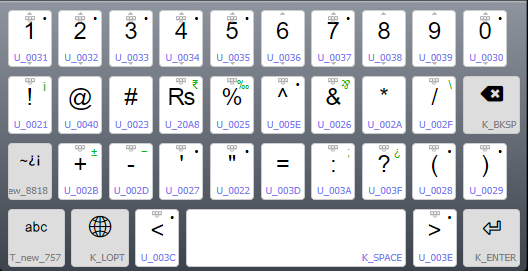 1 2 3 4 5 6 7 8 9 0
U_0031 U_0032 U_0033 U_0034 U_0035 U_0036 U_0037 U_0038 U_0039 U_0030
! ¡ @ # ₨ ₹ % ‰ ^ & * / \
U_0021 U_0040 U_0023 U_20A8 U_0025 U_005E U_0026 U_002A U_002F K_BKSP
~¿¡ + ± - − ' " = : ; ? ¿ ( )
ew_8818 U_002B U_002D U_0027 U_0022 U_003D U_003A U_003F U_0028 U_0029
abc < >
T_new_757 K_LOPT U_003C K_SPACE U_003E K_ENTER